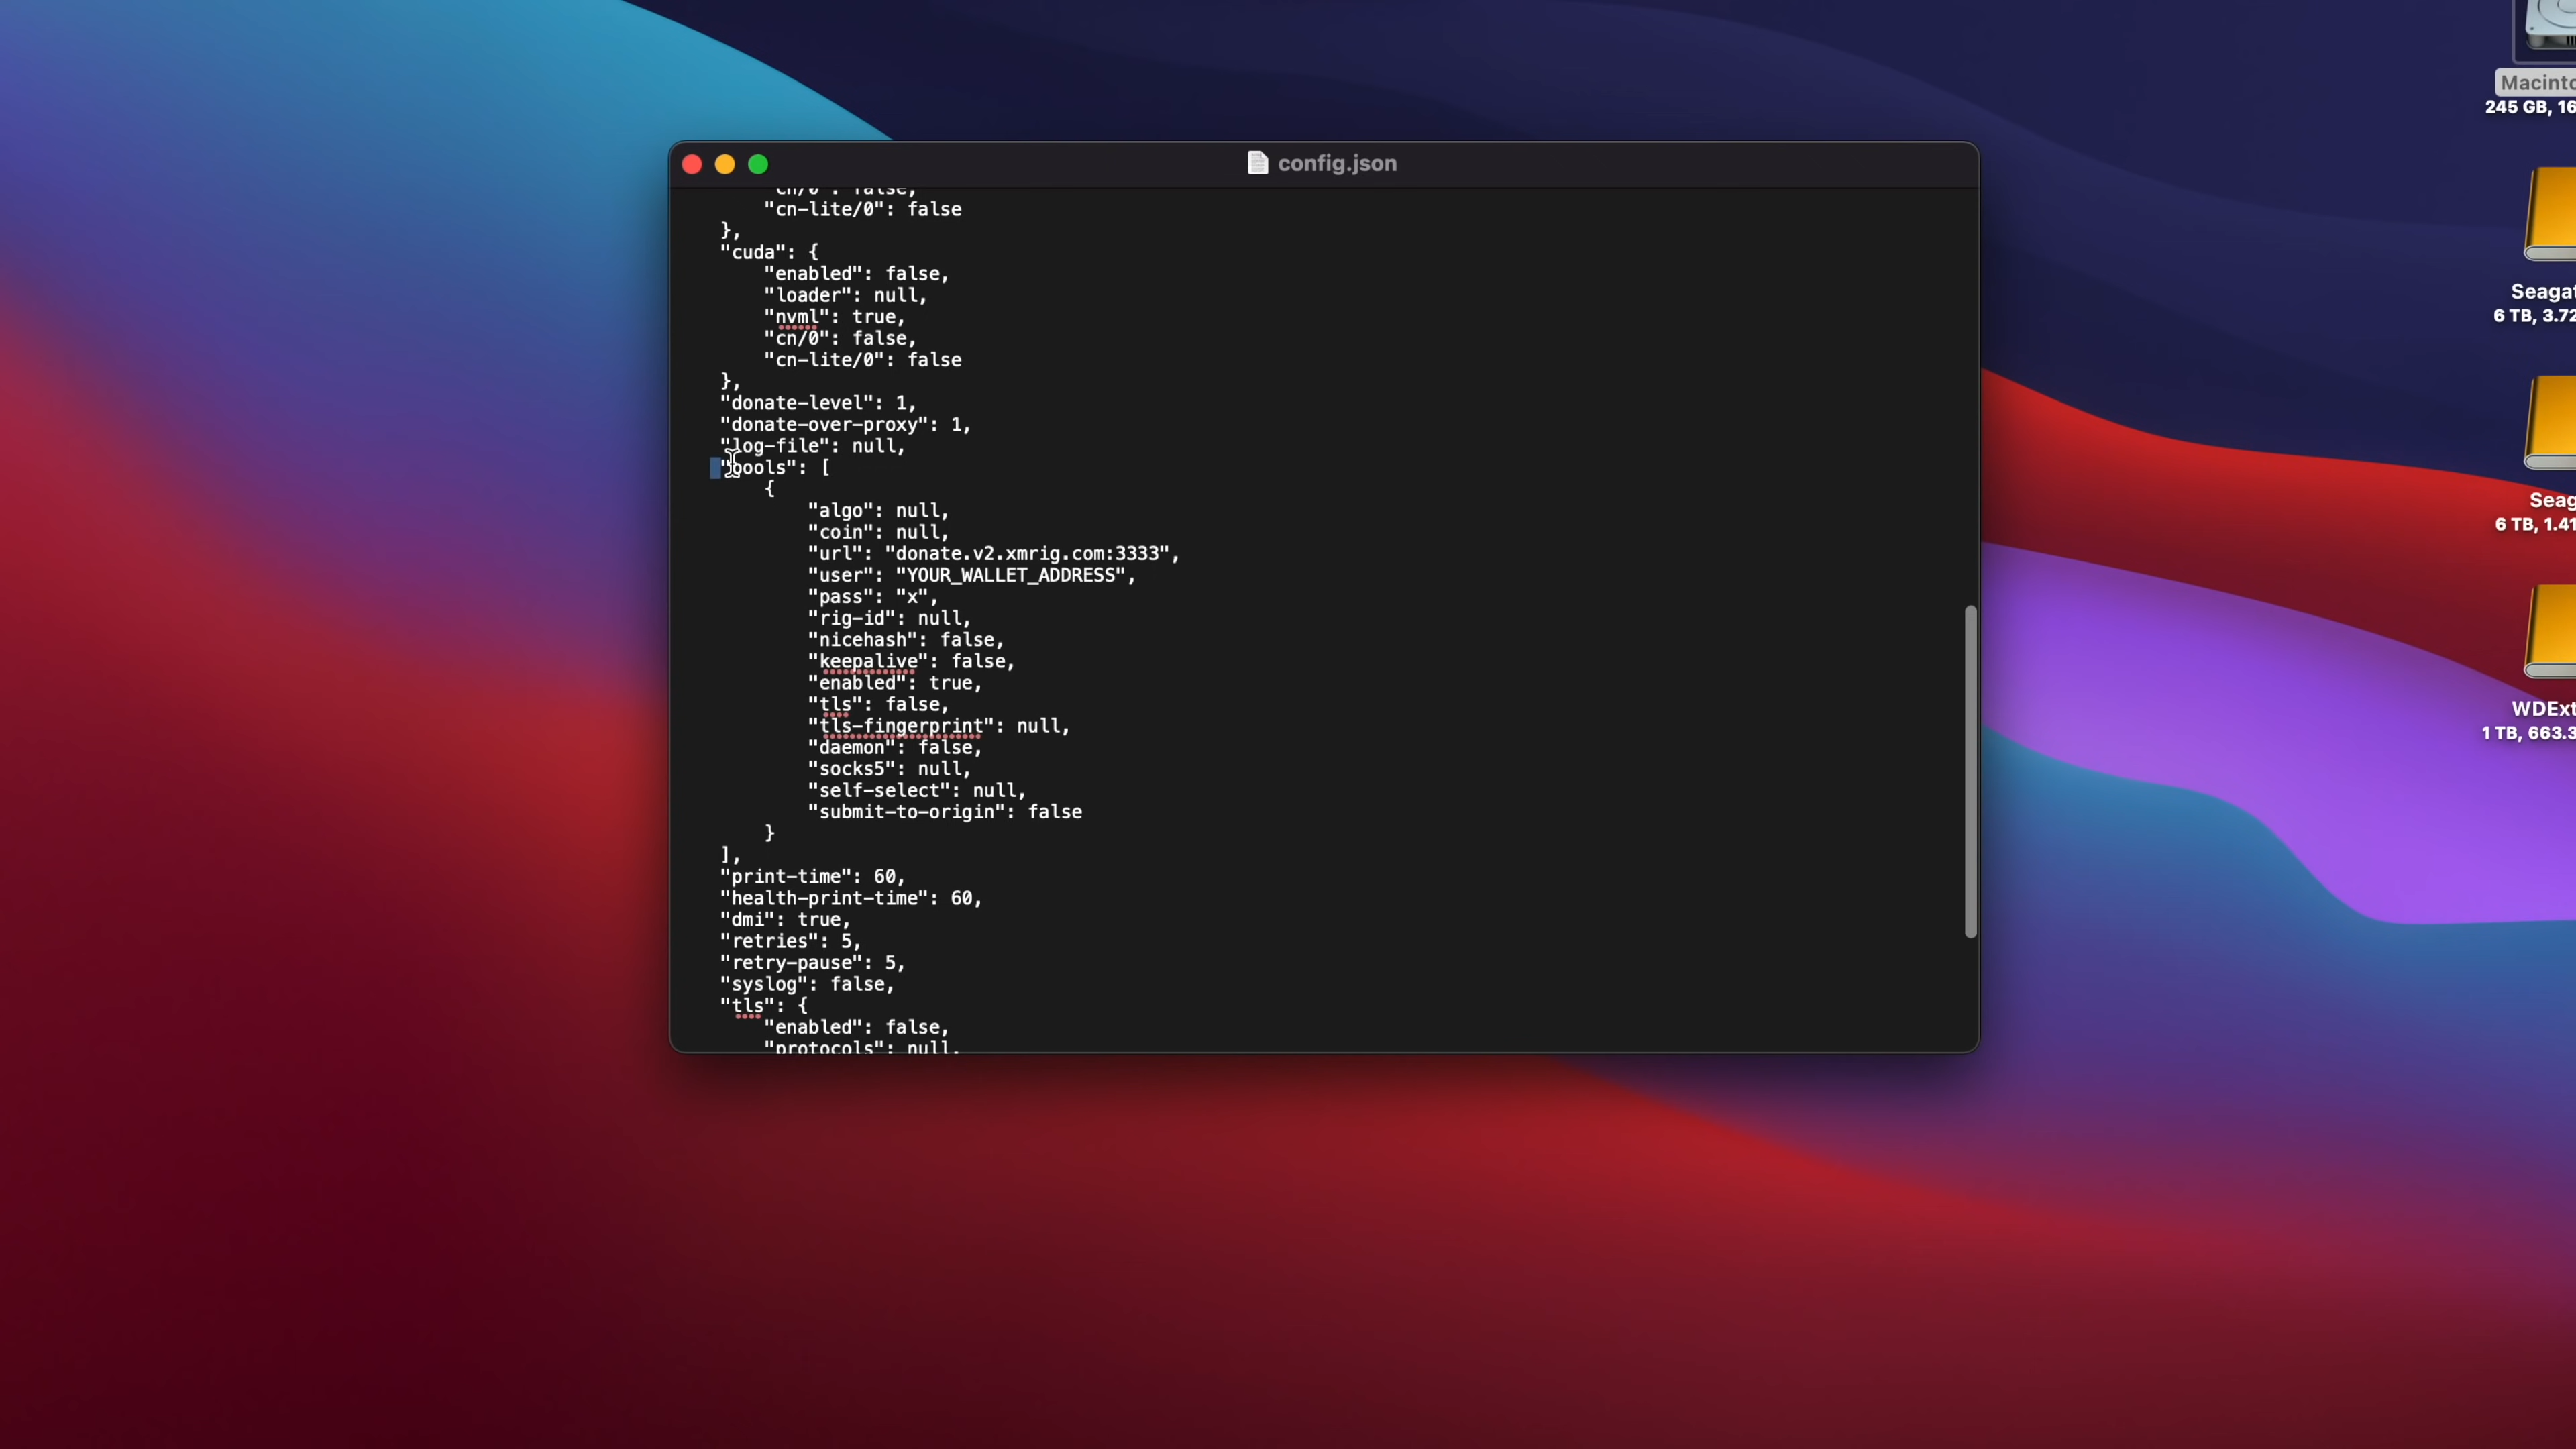 config.json
"cn/0": false,
"cn-lite/0": false
},
"cuda": {
"enabled": false,
"loader": null,
"nvml": true,
"cn/0": false,
"cn-lite/0": false
},
"donate-level": 1,
"donate-over-proxy": 1,
"log-file": null,
"pools": [
{
"algo": null,
"coin": null,
"url": "donate.v2.xmrig.com:3333",
"user": "YOUR_WALLET_ADDRESS",
"pass": "x",
"rig-id": null,
"nicehash": false,
"keepalive": false,
"enabled": true,
"tls": false,
"tls-fingerprint": null,
"daemon": false,
"socks5": null,
"self-select": null,
"submit-to-origin": false
}
],
"print-time": 60,
"health-print-time": 60,
"dmi": true,
"retries": 5,
"retry-pause": 5,
"syslog": false,
"tls": {
"enabled": false,
"protocols": null,
Macinto
245 GB, 16
Seagat
6 TB, 3.72
Seag
6 TB, 1.41
WDExt
1 TB, 663.3